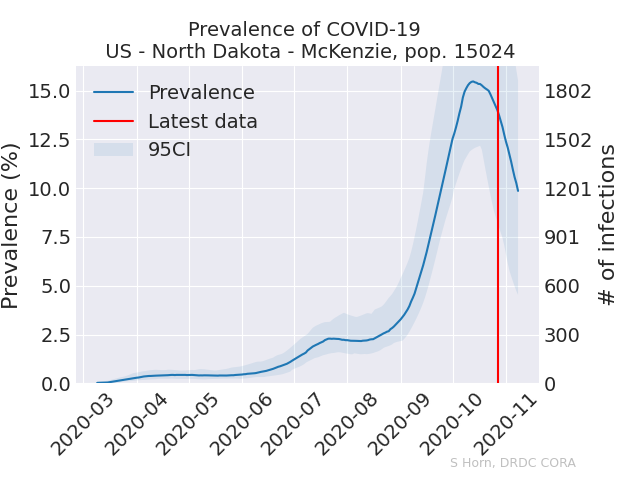 Prevalence of COVID-19
US - North Dakota - McKenzie, pop. 15024
Prevalence (%)
15.0
12.5
10.0
7.5
5.0
2.5
0.0
Prevalence
Latest data
95CI
1802
1502
1201
901
600
300
0
# of infections
2020-03
2020-04
2020-05
2020-06
2020-07
2020-08
2020-09
2020-10
2020-11
S Horn, DRDC CORA